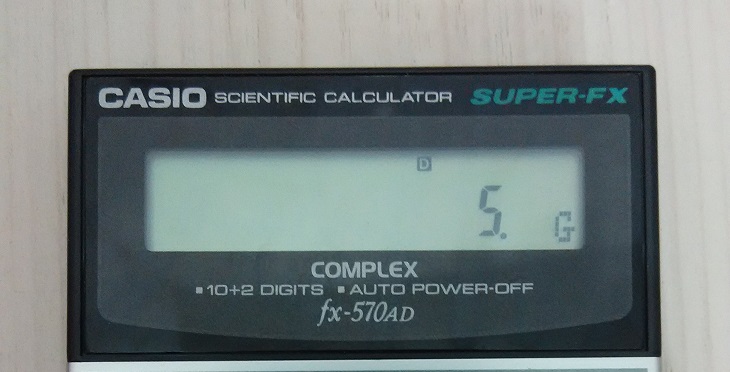 CASIO SCIENTIFIC CALCULATOR SUPER-FX
D
5. G
COMPLEX
▪10+2 DIGITS ▪AUTO POWER-OFF
fx-570AD